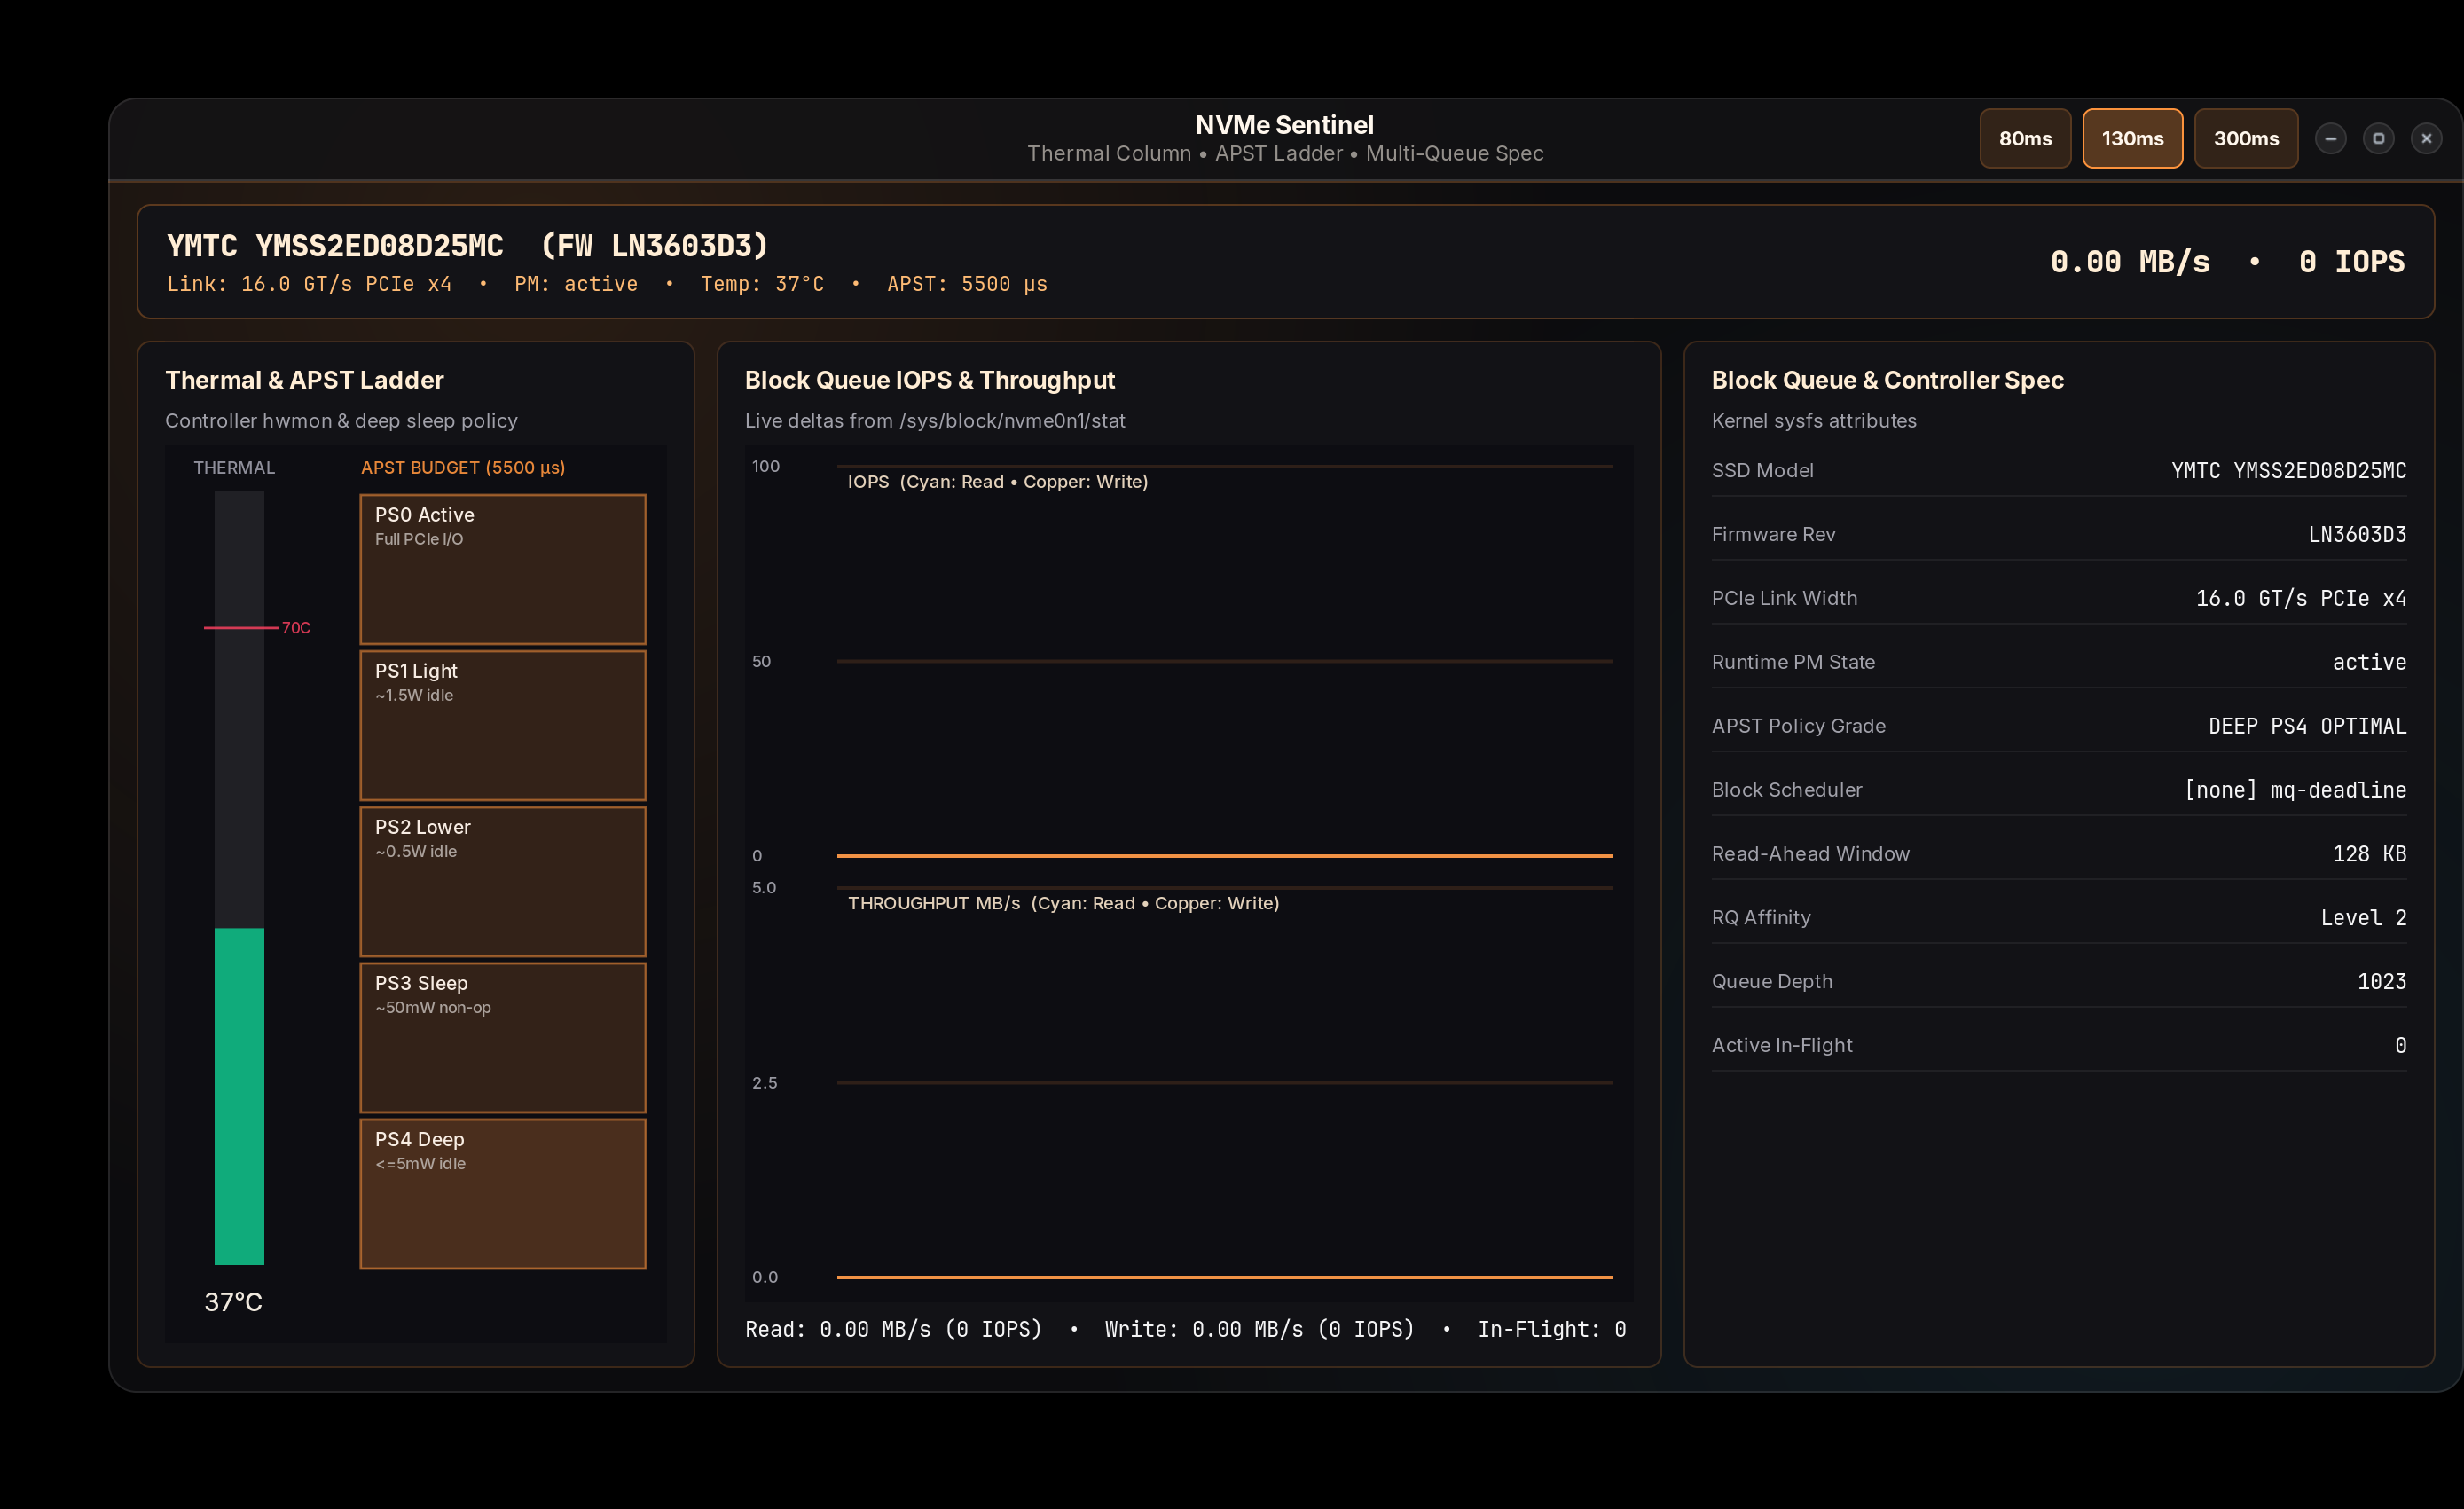 NVMe Sentinel
Thermal Column • APST Ladder • Multi-Queue Spec
80ms
130ms
300ms
YMTC YMSS2ED08D25MC (FW LN3603D3)
Link: 16.0 GT/s PCIe x4 • PM: active • Temp: 37°C • APST: 5500 µs
0.00 MB/s • 0 IOPS
Thermal & APST Ladder
Controller hwmon & deep sleep policy
THERMAL
APST BUDGET (5500 µs)
70C
PS0 Active
Full PCIe I/O
PS1 Light
~1.5W idle
PS2 Lower
~0.5W idle
PS3 Sleep
~50mW non-op
PS4 Deep
<=5mW idle
37°C
Block Queue IOPS & Throughput
Live deltas from /sys/block/nvme0n1/stat
100
IOPS (Cyan: Read • Copper: Write)
50
0
5.0
THROUGHPUT MB/s (Cyan: Read • Copper: Write)
2.5
0.0
Read: 0.00 MB/s (0 IOPS) • Write: 0.00 MB/s (0 IOPS) • In-Flight: 0
Block Queue & Controller Spec
Kernel sysfs attributes
SSD Model YMTC YMSS2ED08D25MC
Firmware Rev LN3603D3
PCIe Link Width 16.0 GT/s PCIe x4
Runtime PM State active
APST Policy Grade DEEP PS4 OPTIMAL
Block Scheduler [none] mq-deadline
Read-Ahead Window 128 KB
RQ Affinity Level 2
Queue Depth 1023
Active In-Flight 0